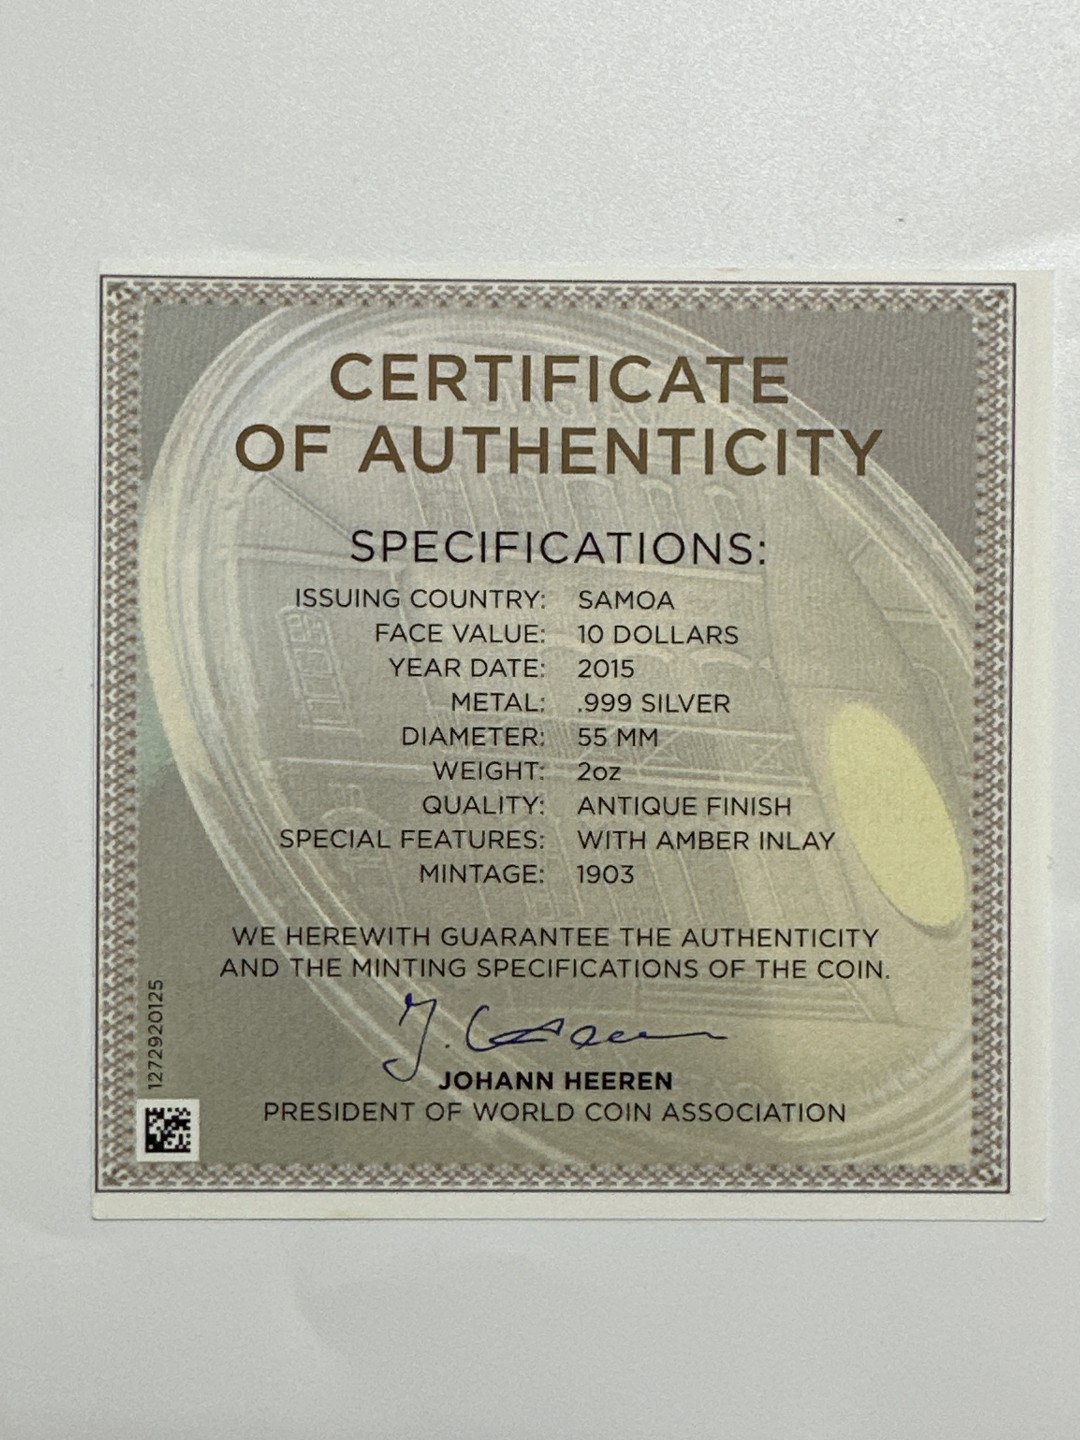 CERTIFICATE
OF AUTHENTICITY
SPECIFICATIONS:
ISSUING COUNTRY: SAMOA
FACE VALUE: 10 DOLLARS
YEAR DATE: 2015
METAL: .999 SILVER
DIAMETER: 55 MM
WEIGHT: 2oz
QUALITY: ANTIQUE FINISH
SPECIAL FEATURES: WITH AMBER INLAY
MINTAGE: 1903
WE HEREWITH GUARANTEE THE AUTHENTICITY
AND THE MINTING SPECIFICATIONS OF THE COIN.
JOHANN HEEREN
PRESIDENT OF WORLD COIN ASSOCIATION
1272920125